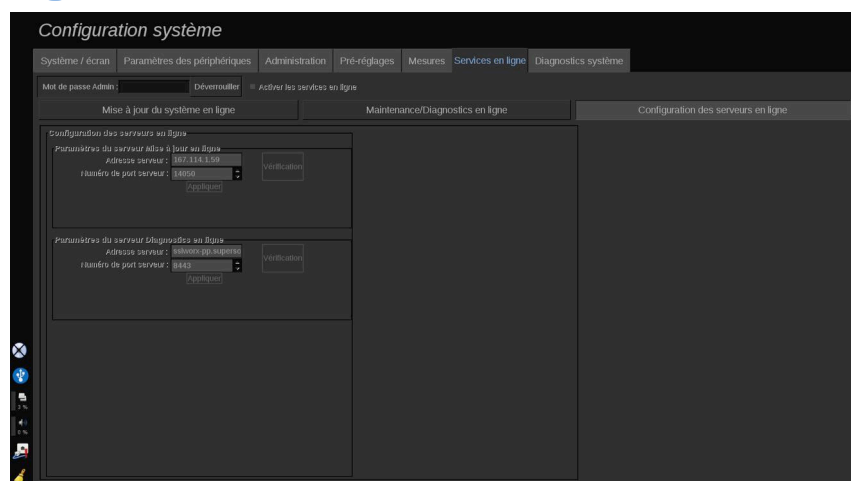 Configuration système
Système / écran Paramètres des périphériques Administration Pré-réglages Mesures Services en ligne Diagnostics système
Mot de passe Admin : Déverrouiller Activer les services en ligne
Mise à jour du système en ligne Maintenance/Diagnostics en ligne Configuration des serveurs en ligne
Configuration des serveurs en ligne
Paramètres du serveur Mise à jour en ligne
Adresse serveur : 167.114.1.59 Vérification
Numéro de port serveur : 14050
Appliquer
Paramètres du serveur Diagnostics en ligne
Adresse serveur : sslworx-pp.superso Vérification
Numéro de port serveur : 8443
Appliquer
3 %